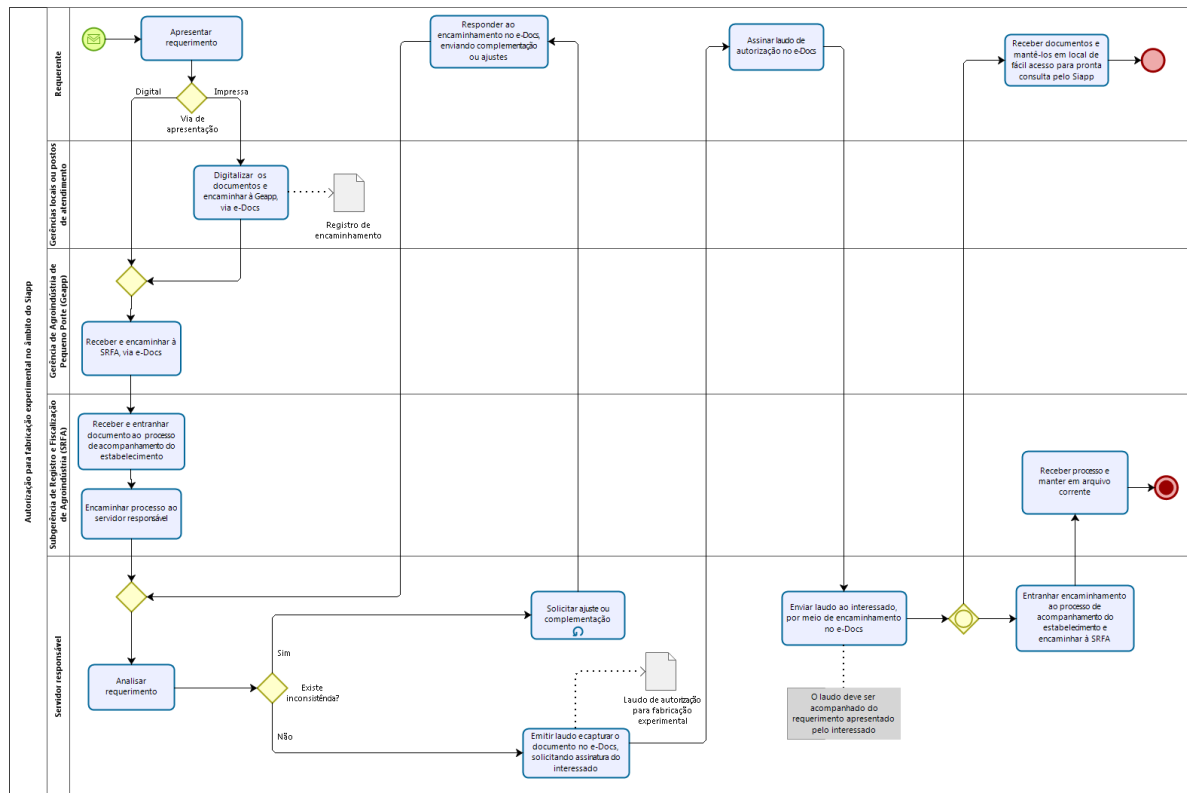 Autorização para fabricação experimental no âmbito do Siapp
Requerente
Apresentar
requerimento
Digital
Impressa
Via de
apresentação
Responder ao
encaminhamento no e-Docs,
enviando complementação
ou ajustes
Assinar laudo de
autorização no e-Docs
Receber documentos e
mantê-los em local de
fácil acesso para pronta
consulta pelo Siapp
Gerências locais ou postos
de atendimento
Digitalizar os
documentos e
encaminhar à Geapp,
via e-Docs
Registro de
encaminhamento
Gerência de Agroindústria de
Pequeno Porte (Geapp)
Receber e encaminhar à
SRFA, via e-Docs
Subgerência de Registro e Fiscalização
de Agroindústria (SRFA)
Receber e entranhar
documento ao processo
de acompanhamento do
estabelecimento
Encaminhar processo ao
servidor responsável
Receber processo e
manter em arquivo
corrente
Servidor responsável
Analisar
requerimento
Existe
inconsistência?
Sim
Não
Solicitar ajuste ou
complementação
Laudo de autorização
para fabricação
experimental
Emitir laudo e capturar o
documento no e-Docs,
solicitando assinatura do
interessado
Enviar laudo ao interessado,
por meio de encaminhamento
no e-Docs
O laudo deve ser
acompanhado do
requerimento apresentado
pelo interessado
Entranhar encaminhamento
ao processo de
acompanhamento do
estabelecimento e
encaminhar à SRFA